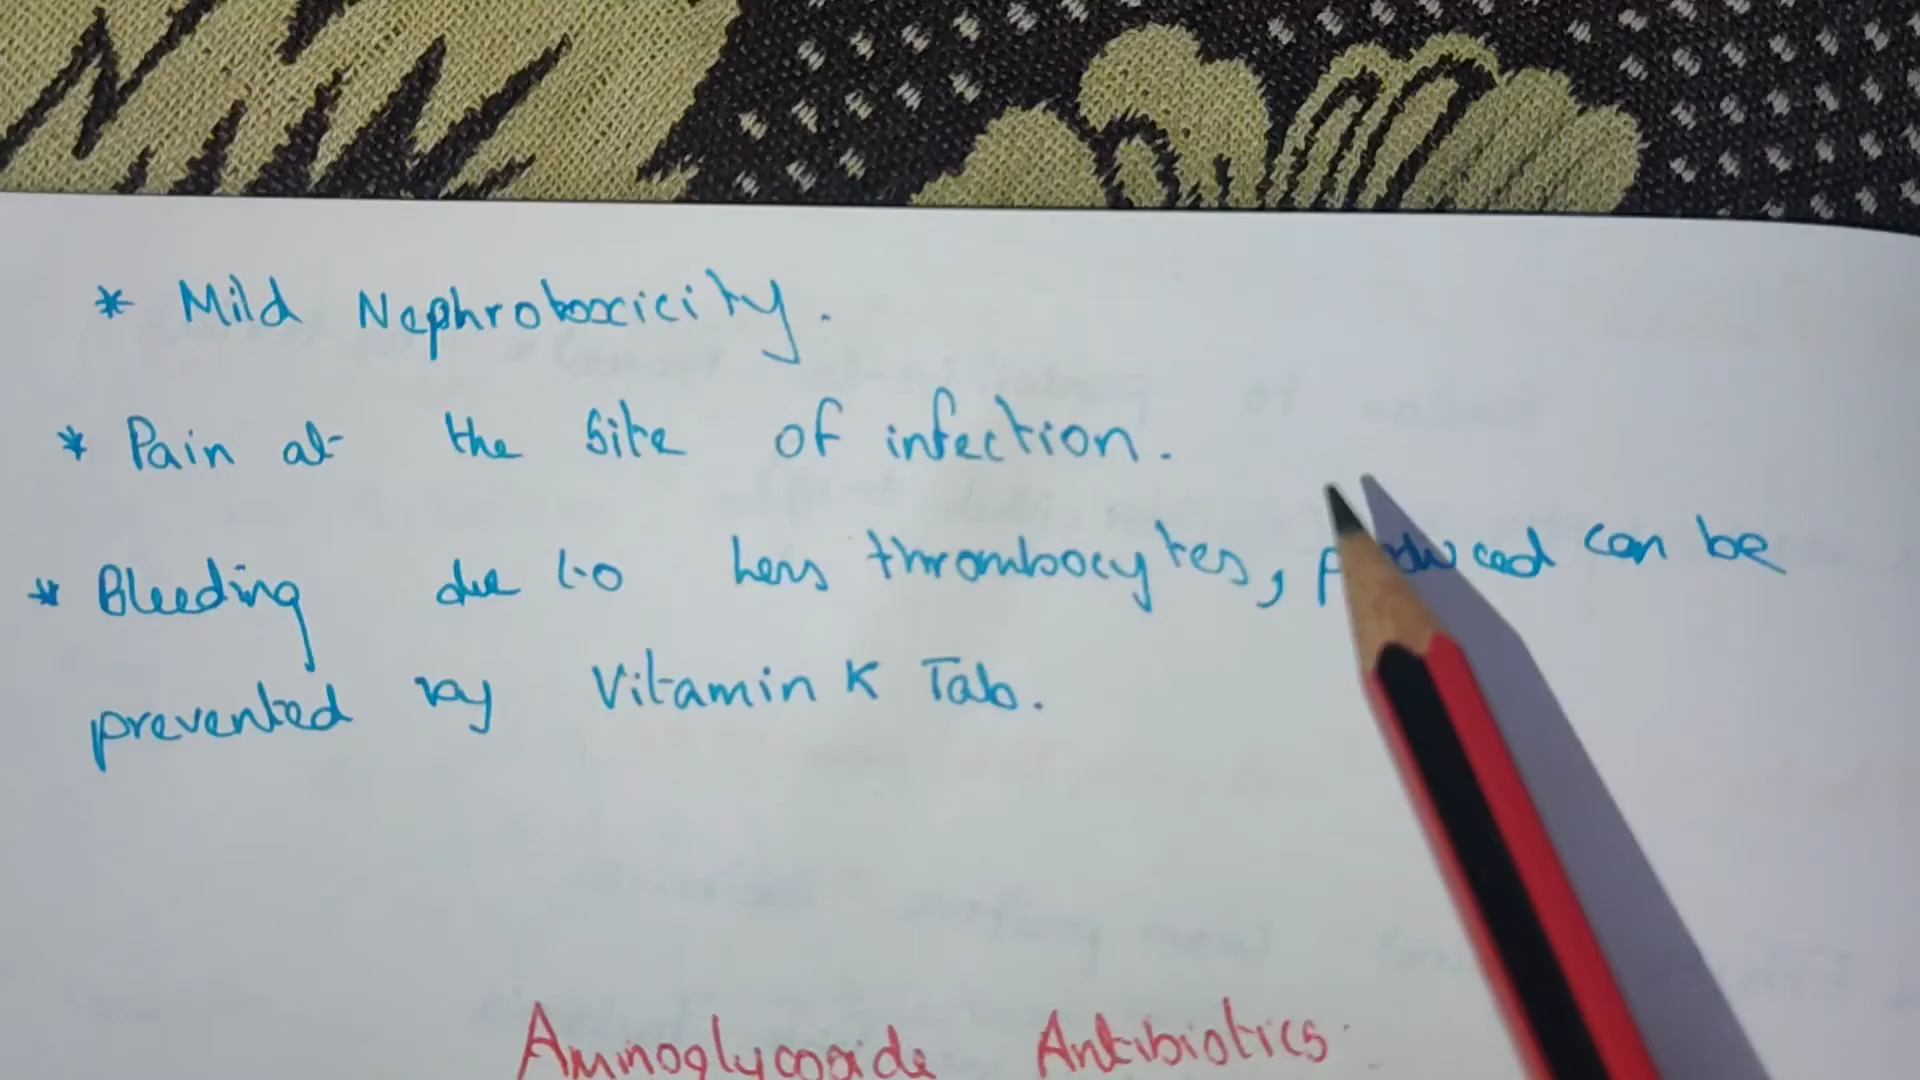 * Mild Nephrotoxicity.
* Pain at the site of infection.
* Bleeding due to less thrombocytes, produced can be
prevented by Vitamin K Tab.
Aminoglycoside Antibiotics.